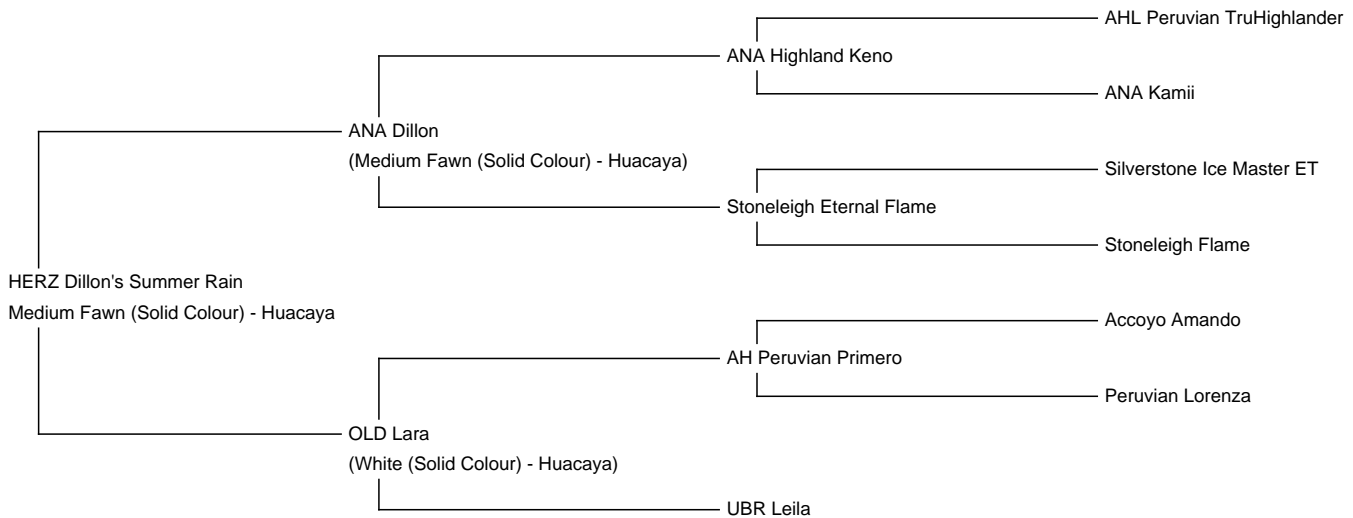 AHL Peruvian TruHighlander
ANA Highland Keno
ANA Kamii
ANA Dillon
(Medium Fawn (Solid Colour) - Huacaya)
Silverstone Ice Master ET
Stoneleigh Eternal Flame
Stoneleigh Flame
HERZ Dillon's Summer Rain
Medium Fawn (Solid Colour) - Huacaya
Accoyo Amando
AH Peruvian Primero
Peruvian Lorenza
OLD Lara
(White (Solid Colour) - Huacaya)
UBR Leila